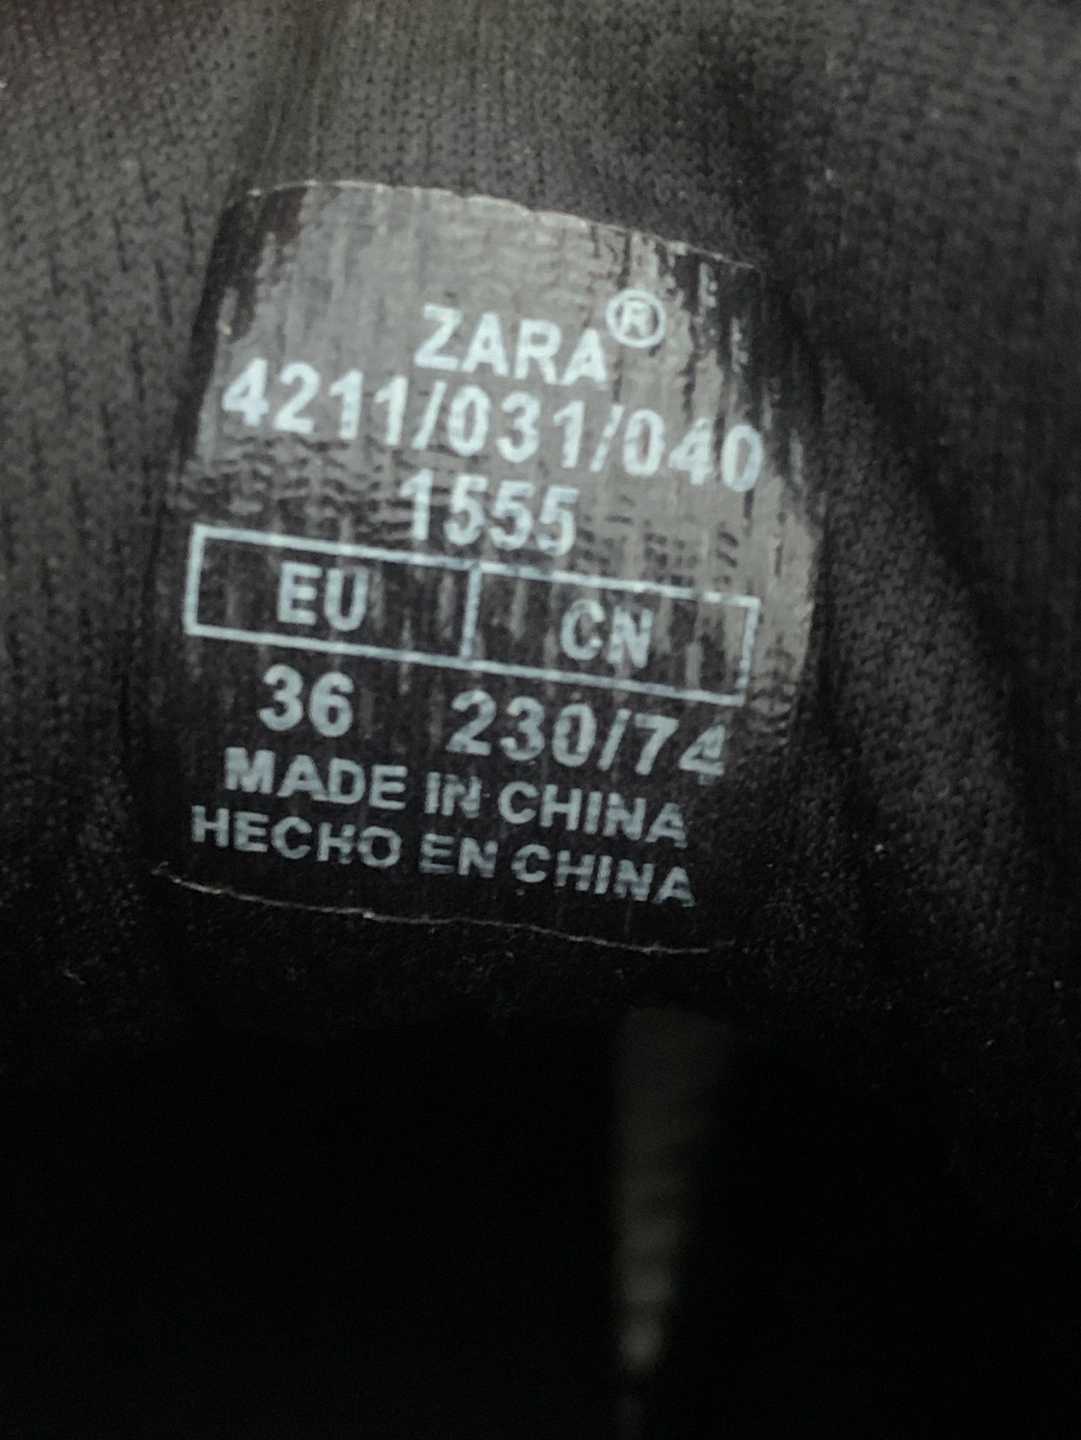 ZARA®
4211/031/040
1555
EU CN
36 230/74
MADE IN CHINA
HECHO EN CHINA